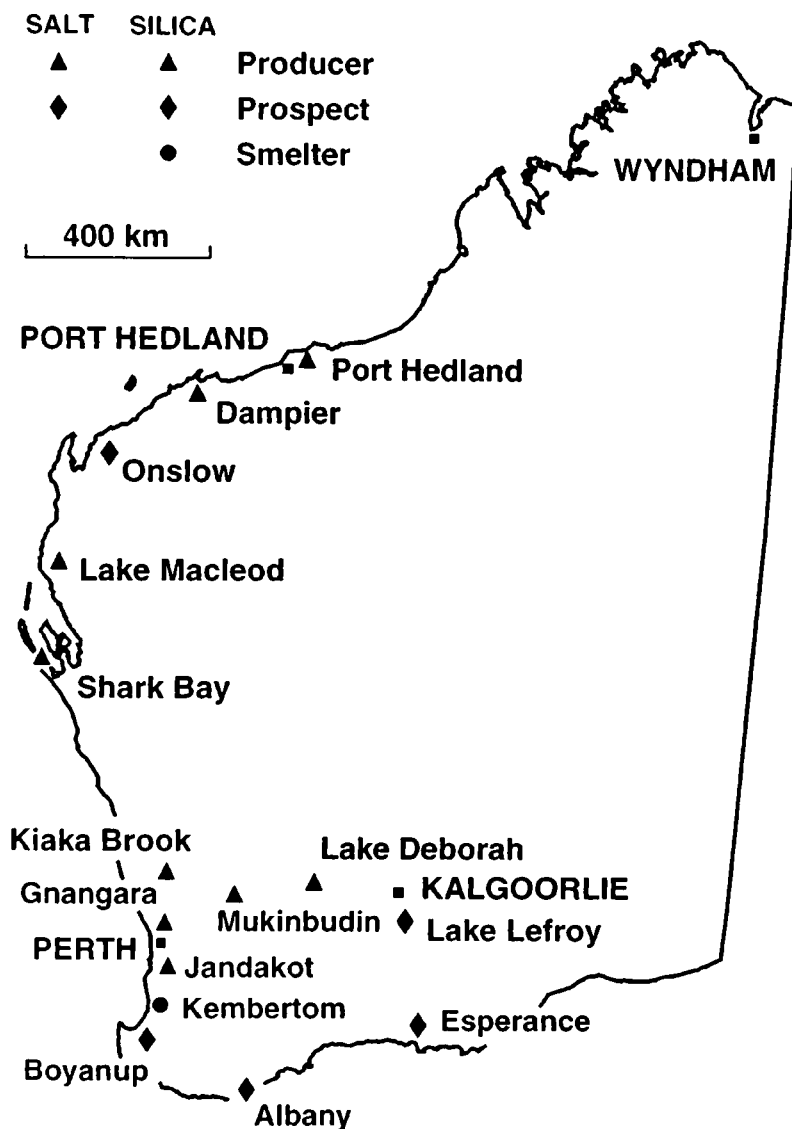 SALT SILICA
Producer
Prospect
Smelter
400 km
WYNDHAM
PORT HEDLAND
Port Hedland
Dampier
Onslow
Lake Macleod
Shark Bay
Kiaka Brook
Lake Deborah
Gnangara
KALGOORLIE
Mukinbudin
Lake Lefroy
PERTH
Jandakot
Kembertom
Esperance
Boyanup
Albany